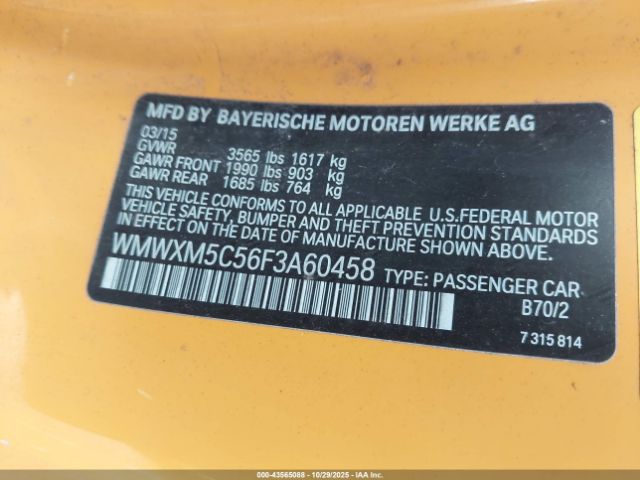 MFD BY BAYERISCHE MOTOREN WERKE AG
03/15
GVWR 3565 lbs 1617 kg
GAWR FRONT 1990 lbs 903 kg
GAWR REAR 1685 lbs 764 kg
THIS VEHICLE CONFORMS TO ALL APPLICABLE U.S.FEDERAL MOTOR
VEHICLE SAFETY, BUMPER AND THEFT PREVENTION STANDARDS
IN EFFECT ON THE DATE OF MANUFACTURE SHOWN ABOVE.
WMWXM5C56F3A60458 TYPE: PASSENGER CAR
B70/2
7 315 814
000-43565088 - 10/29/2025 - IAAI.COM